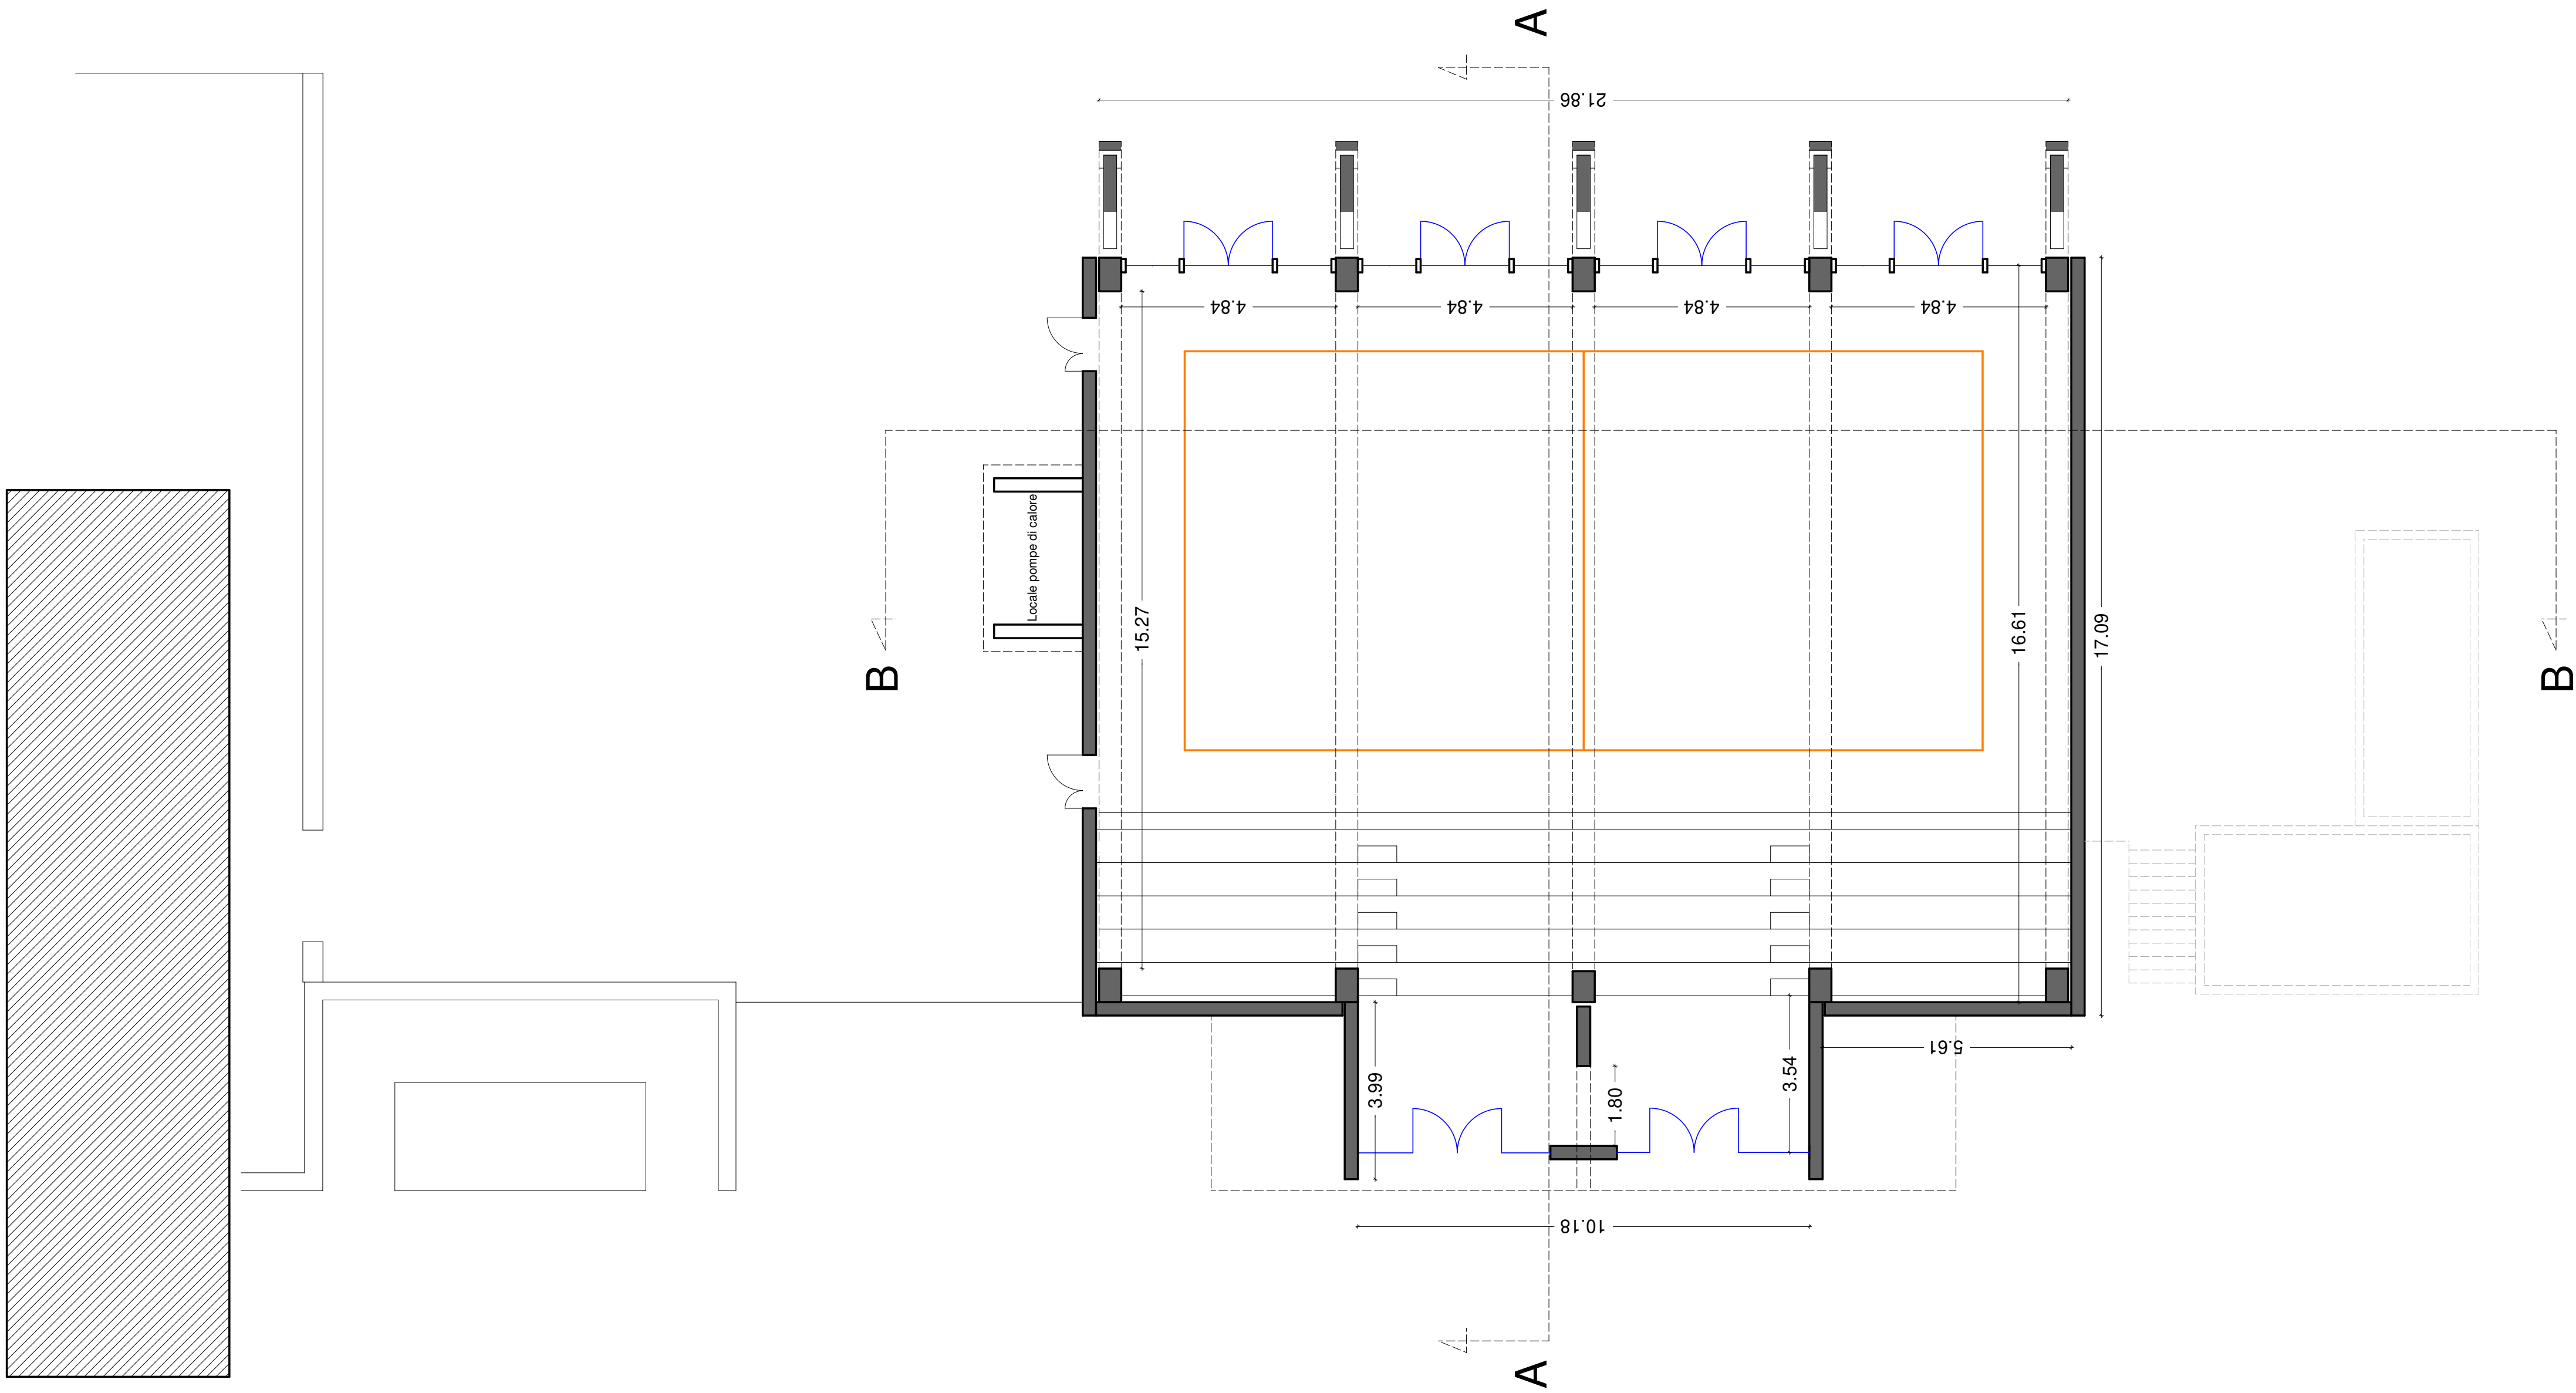 A
21.86
4.84
4.84
4.84
4.84
Locale pompe di calore
15.27
16.61
17.09
B
B
5.61
3.99
3.54
1.80
10.18
A